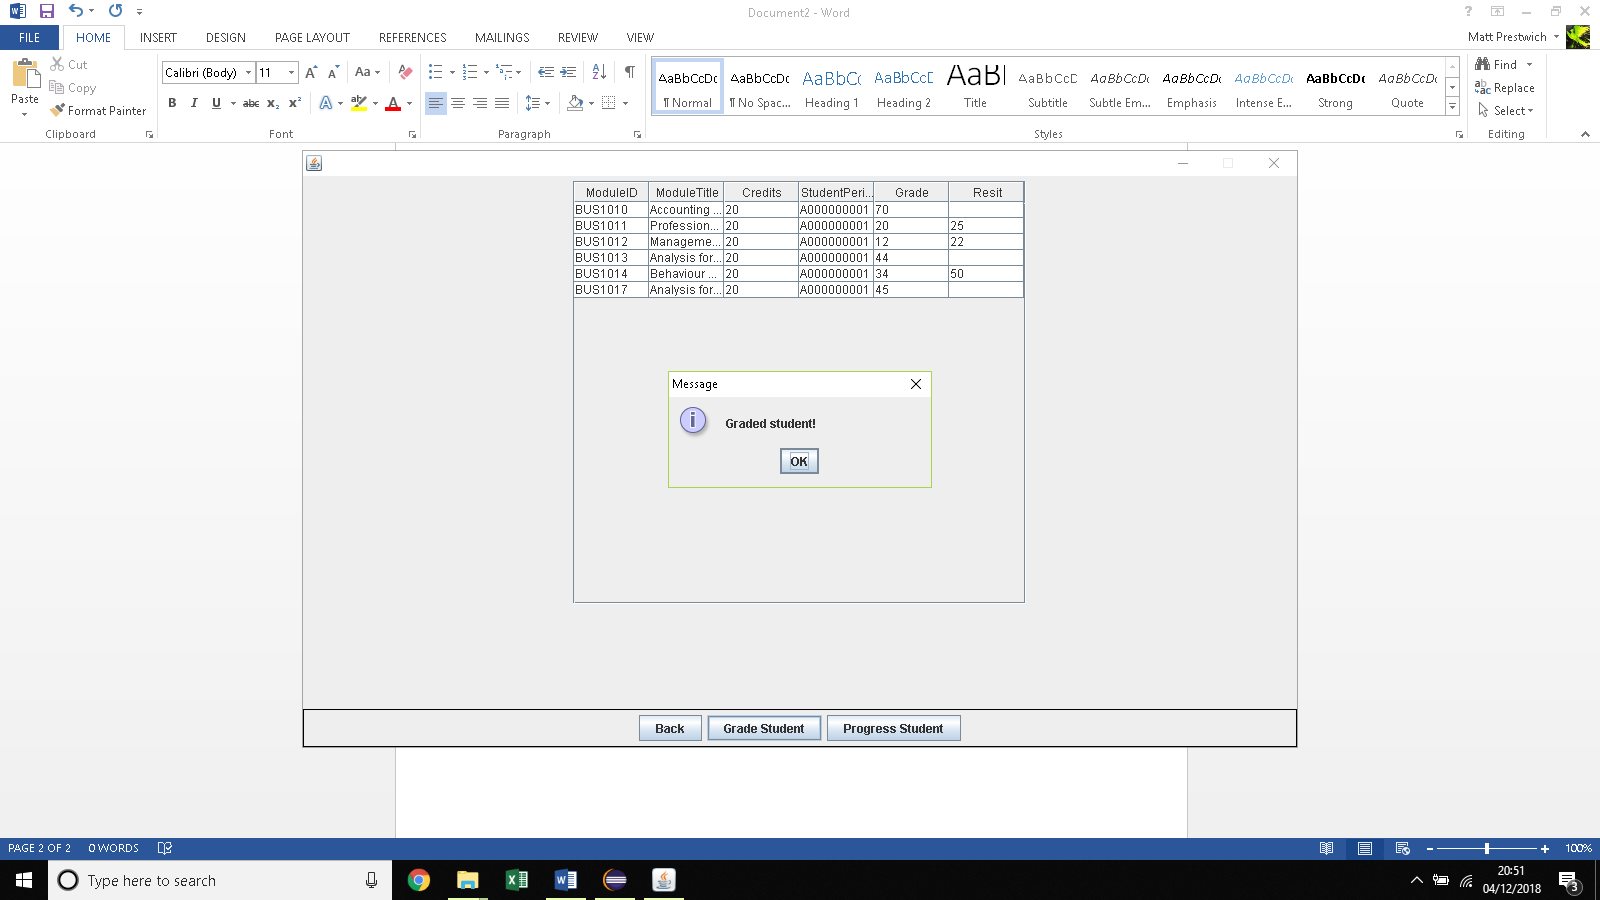 Document2 - Word
FILE HOME INSERT DESIGN PAGE LAYOUT REFERENCES MAILINGS REVIEW VIEW
Matt Prestwich
Paste
Cut
Copy
Format Painter
Clipboard
Calibri (Body) 11
Font
Paragraph
AaBbCcDc AaBbCcDc AaBbCc AaBbCcD AaBl AaBbCcD AaBbCcDc AaBbCcDc AaBbCcDc AaBbCcDc AaBbCcDc
¶ Normal ¶ No Spac... Heading 1 Heading 2 Title Subtitle Subtle Em... Emphasis Intense E... Strong Quote
Styles
Find
Replace
Select
Editing
ModuleID ModuleTitle Credits StudentPeri... Grade Resit
BUS1010 Accounting ... 20 A000000001 70
BUS1011 Profession... 20 A000000001 20 25
BUS1012 Manageme... 20 A000000001 12 22
BUS1013 Analysis for... 20 A000000001 44
BUS1014 Behaviour ... 20 A000000001 34 50
BUS1017 Analysis for... 20 A000000001 45
Message
Graded student!
OK
Back Grade Student Progress Student
PAGE 2 OF 2 0 WORDS
100%
Type here to search
20:51
04/12/2018
3